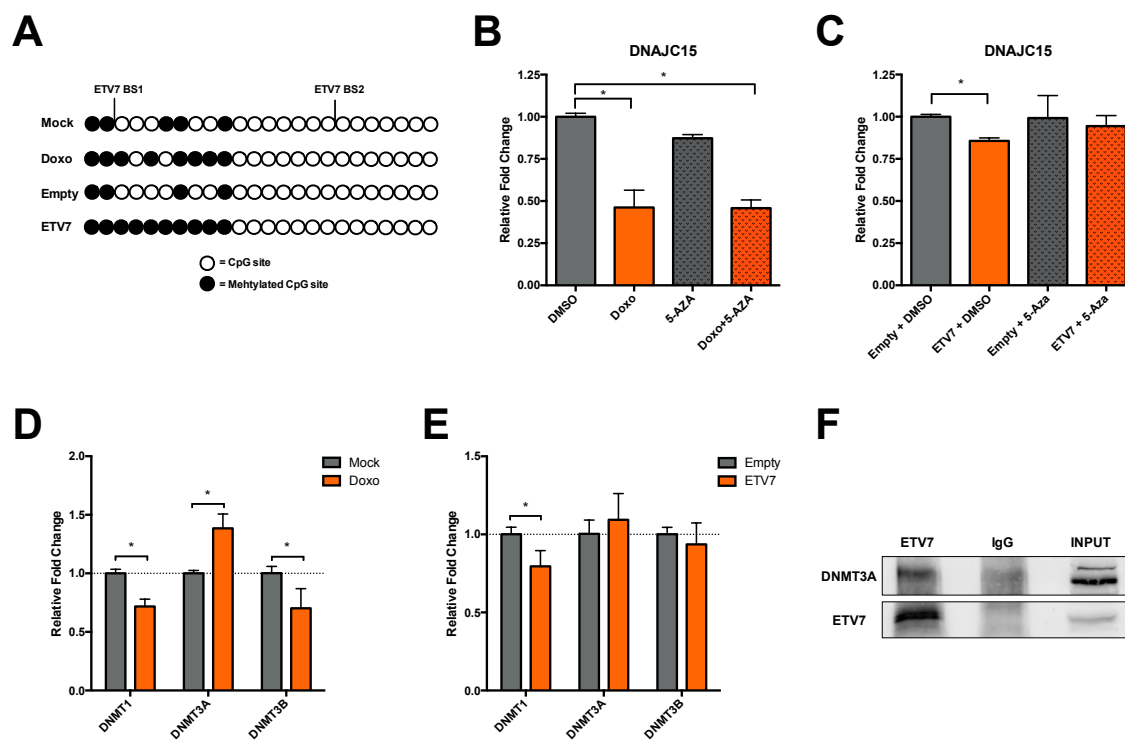 A
ETV7 BS1
ETV7 BS2
Mock
Doxo
Empty
ETV7
= CpG site
= Mehtylated CpG site
B
DNAJC15
*
*
Relative Fold Change
1.25
1.00
0.75
0.50
0.25
0.00
DMSO
Doxo
5-AZA
Doxo+5-AZA
C
DNAJC15
*
Relative Fold Change
1.25
1.00
0.75
0.50
0.25
0.00
Empty + DMSO
ETV7 + DMSO
Empty + 5-Aza
ETV7 + 5-Aza
D
Relative Fold Change
2.0
1.5
1.0
0.5
0.0
*
*
*
Mock
Doxo
DNMT1
DNMT3A
DNMT3B
E
Relative Fold Change
1.5
1.0
0.5
0.0
*
Empty
ETV7
DNMT1
DNMT3A
DNMT3B
F
ETV7 IgG INPUT
DNMT3A
ETV7